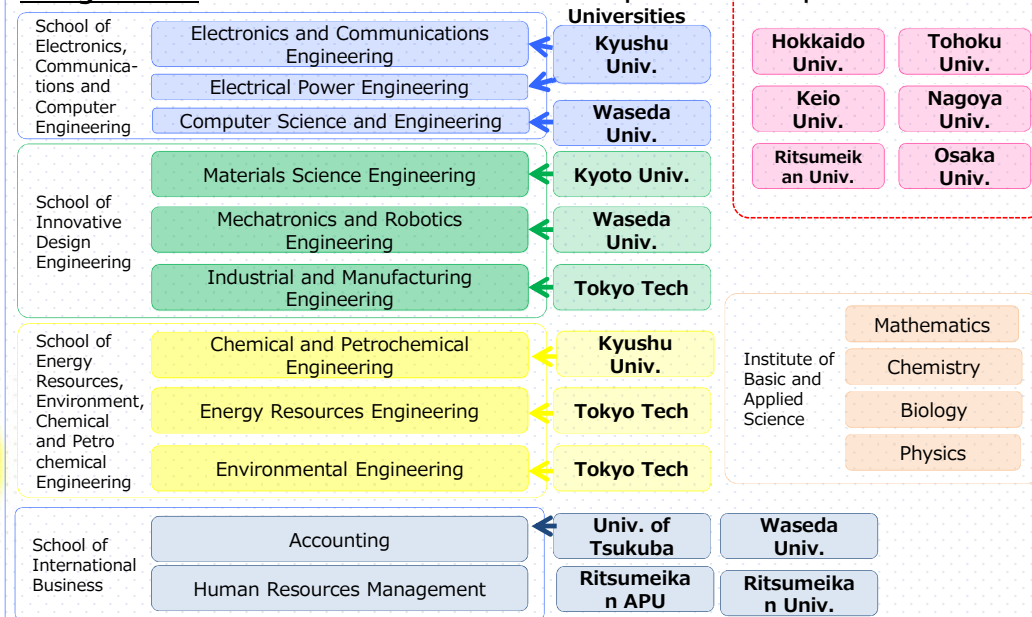 Universities
School of
Electronics,
Communica-
tions and
Computer
Engineering
Electronics and Communications
Engineering
Kyushu
Univ.
Electrical Power Engineering
Computer Science and Engineering
Waseda
Univ.
School of
Innovative
Design
Engineering
Materials Science Engineering
Kyoto Univ.
Mechatronics and Robotics
Engineering
Waseda
Univ.
Industrial and Manufacturing
Engineering
Tokyo Tech
School of
Energy
Resources,
Environment,
Chemical
and Petro
chemical
Engineering
Chemical and Petrochemical
Engineering
Kyushu
Univ.
Energy Resources Engineering
Tokyo Tech
Environmental Engineering
Tokyo Tech
School of
International
Business
Accounting
Human Resources Management
Univ. of
Tsukuba
Waseda
Univ.
Ritsumeika
n APU
Ritsumeika
n Univ.
Hokkaido
Univ.
Tohoku
Univ.
Keio
Univ.
Nagoya
Univ.
Ritsumeik
an Univ.
Osaka
Univ.
Institute of
Basic and
Applied
Science
Mathematics
Chemistry
Biology
Physics